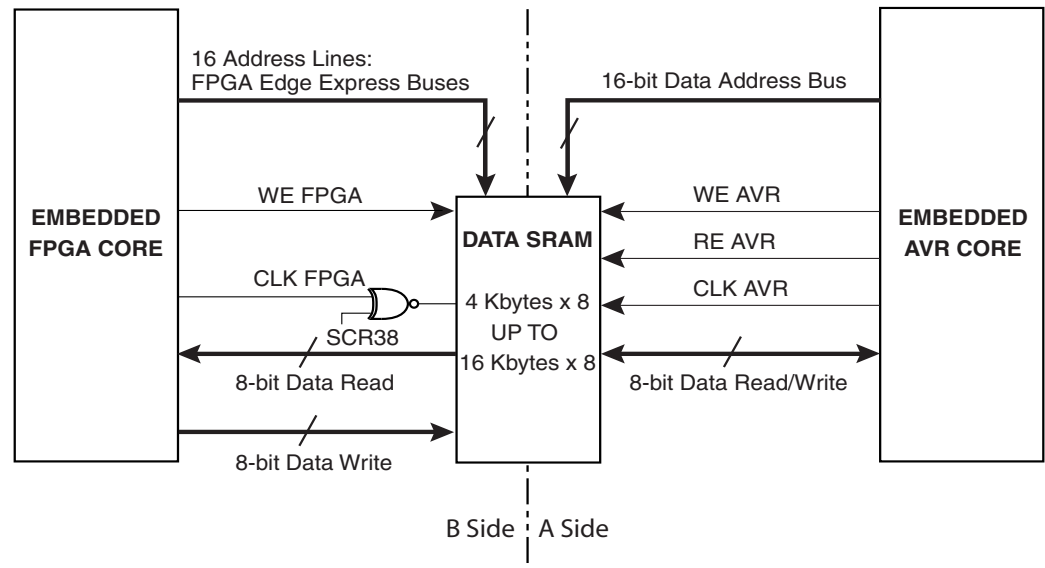 16 Address Lines:
FPGA Edge Express Buses
16-bit Data Address Bus
EMBEDDED
FPGA CORE
WE FPGA
CLK FPGA
SCR38
8-bit Data Read
8-bit Data Write
DATA SRAM
4 Kbytes x 8
UP TO
16 Kbytes x 8
WE AVR
RE AVR
CLK AVR
8-bit Data Read/Write
EMBEDDED
AVR CORE
B Side
A Side